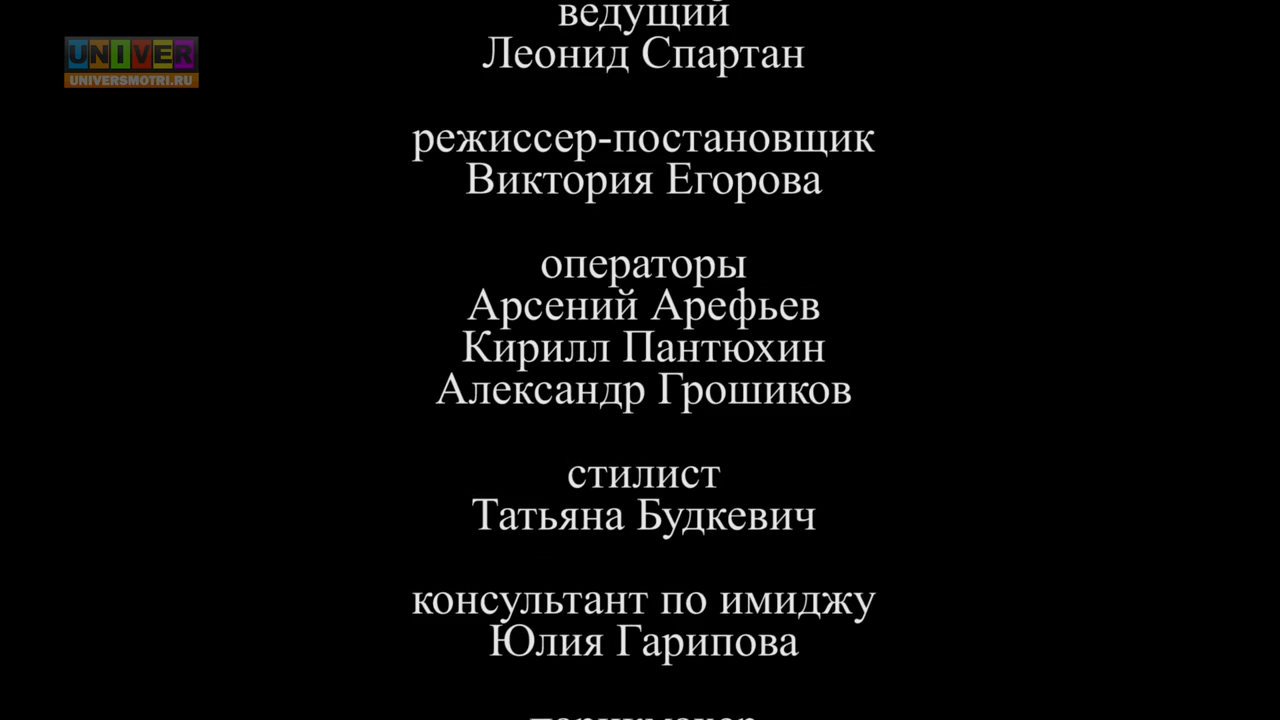 UNIVER
UNIVERSMOTRI.RU
ведущий
Леонид Спартан
режиссер-постановщик
Виктория Егорова
операторы
Арсений Арефьев
Кирилл Пантюхин
Александр Грошиков
стилист
Татьяна Будкевич
консультант по имиджу
Юлия Гарипова